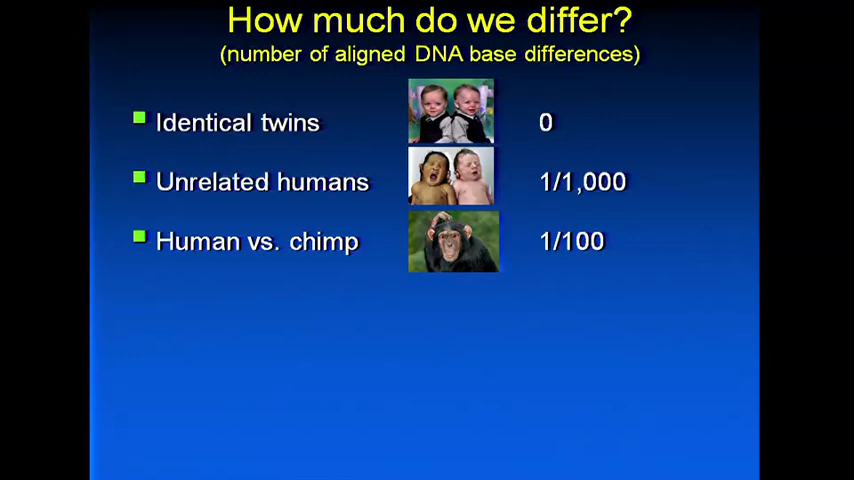 How much do we differ?
(number of aligned DNA base differences)
Identical twins 0
Unrelated humans 1/1,000
Human vs. chimp 1/100